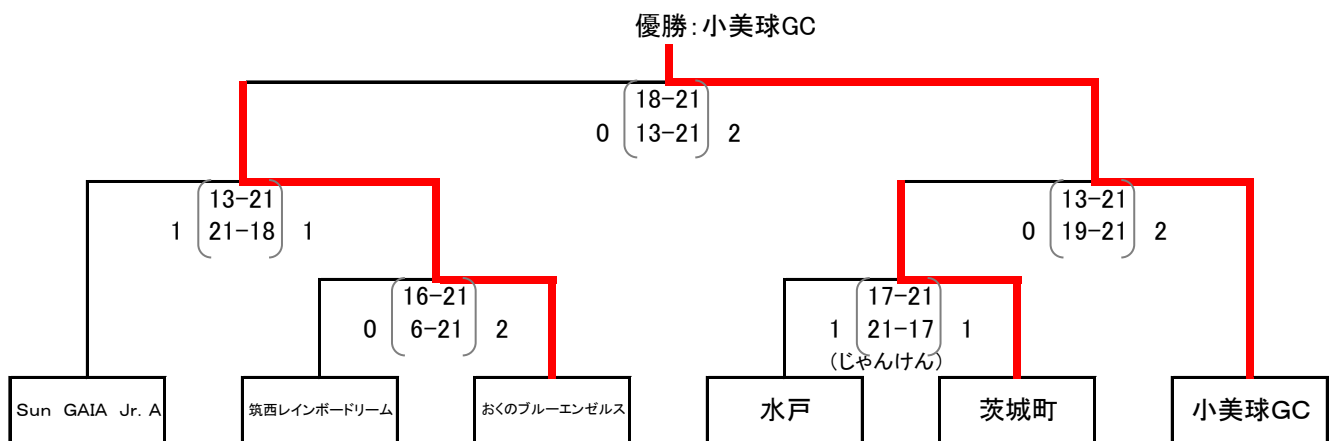 優勝：小美球GC
18-21
0 13-21 2
13-21
1 21-18 1
13-21
0 19-21 2
16-21
0 6-21 2
17-21
1 21-17 1
(じゃんけん)
Sun GAIA Jr. A
筑西レインボードリーム
おくのブルーエンゼルス
水戸
茨城町
小美球GC